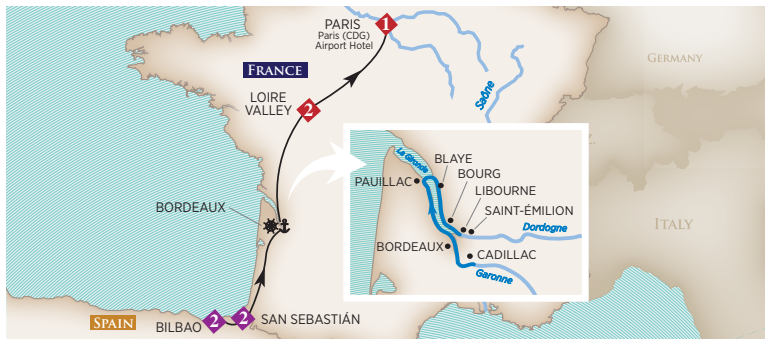 PARIS
Paris (CDG)
Airport Hotel
1
FRANCE
GERMANY
LOIRE
VALLEY
2
Saône
La Gironde
BLAYE
BOURG
PAUILLAC
LIBOURNE
SAINT-ÉMILION
BORDEAUX
Dordogne
BORDEAUX
CADILLAC
Garonne
ITALY
SPAIN
BILBAO
2
2
SAN SEBASTIÁN